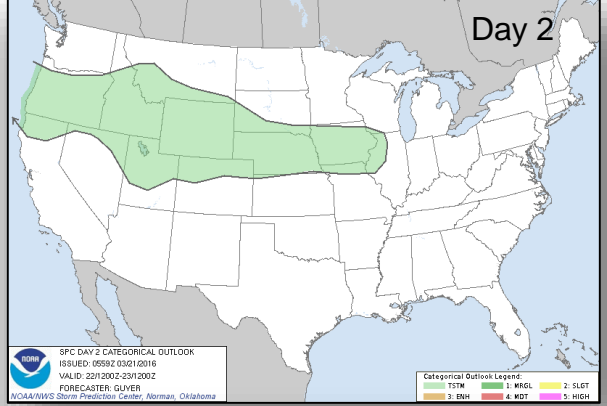 Day 2
NOAA
SPC DAY 2 CATEGORICAL OUTLOOK
ISSUED: 0559Z 03/21/2016
VALID: 22/1200Z-23/1200Z
FORECASTER: GUYER
NOAA/NWS Storm Prediction Center, Norman, Oklahoma
Categorical Outlook Legend:
TSTM 1: MRGL 2: SLGT
3: ENH 4: MDT 5: HIGH